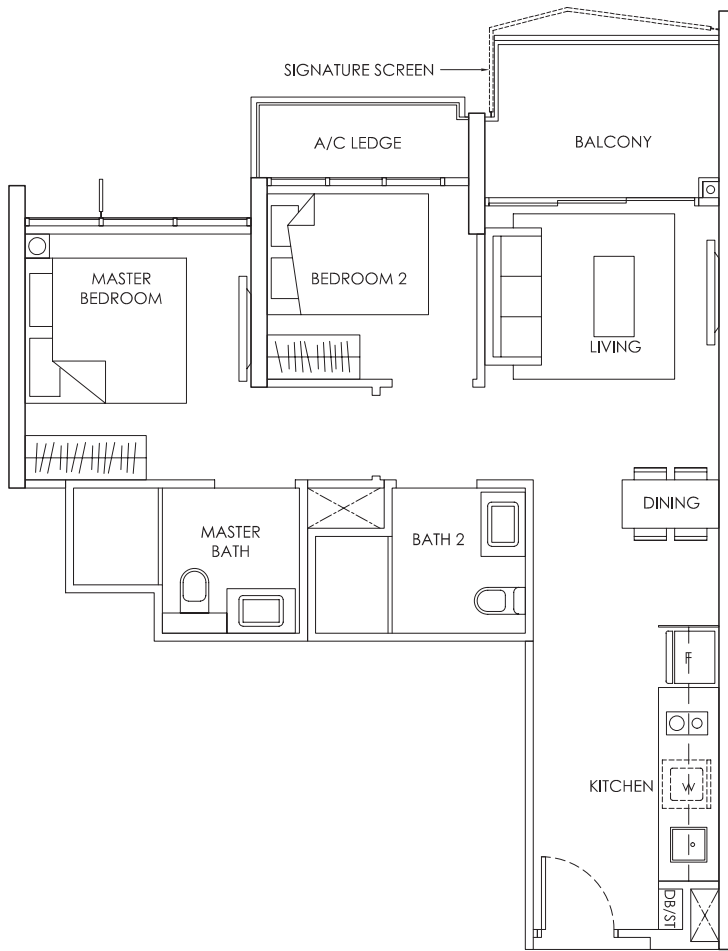 SIGNATURE SCREEN
A/C LEDGE
BALCONY
MASTER
BEDROOM
BEDROOM 2
LIVING
DINING
MASTER
BATH
BATH 2
F
KITCHEN
W
DB/ST